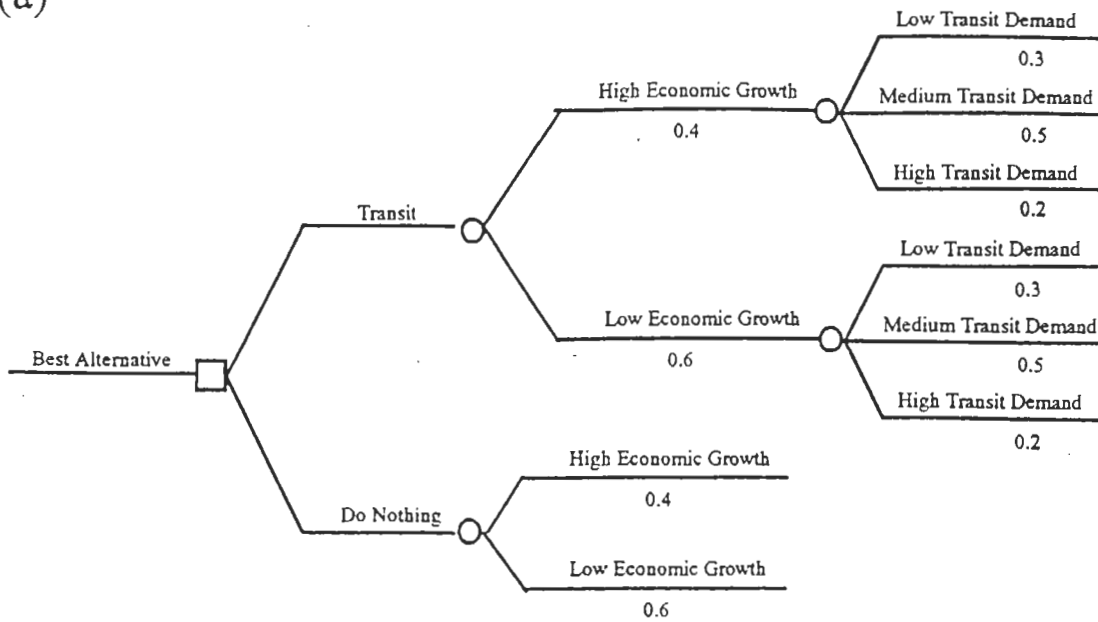 (a)
Low Transit Demand
0.3
High Economic Growth
Medium Transit Demand
0.4
0.5
High Transit Demand
0.2
Transit
Low Transit Demand
0.3
Low Economic Growth
Medium Transit Demand
0.6
0.5
Best Alternative
High Transit Demand
0.2
High Economic Growth
0.4
Do Nothing
Low Economic Growth
0.6